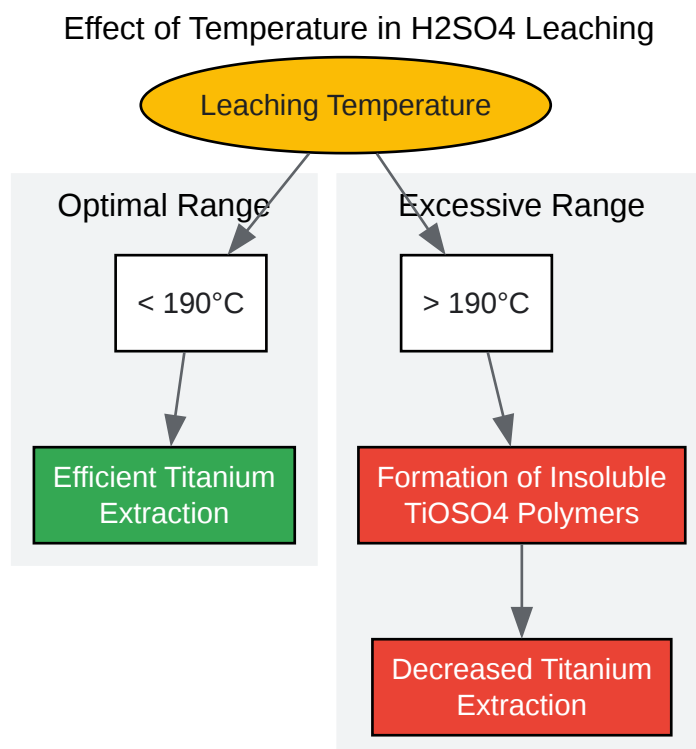 Effect of Temperature in H2SO4 Leaching
Leaching Temperature
Optimal Range
Excessive Range
< 190°C
> 190°C
Efficient Titanium
Extraction
Formation of Insoluble
TiOSO4 Polymers
Decreased Titanium
Extraction